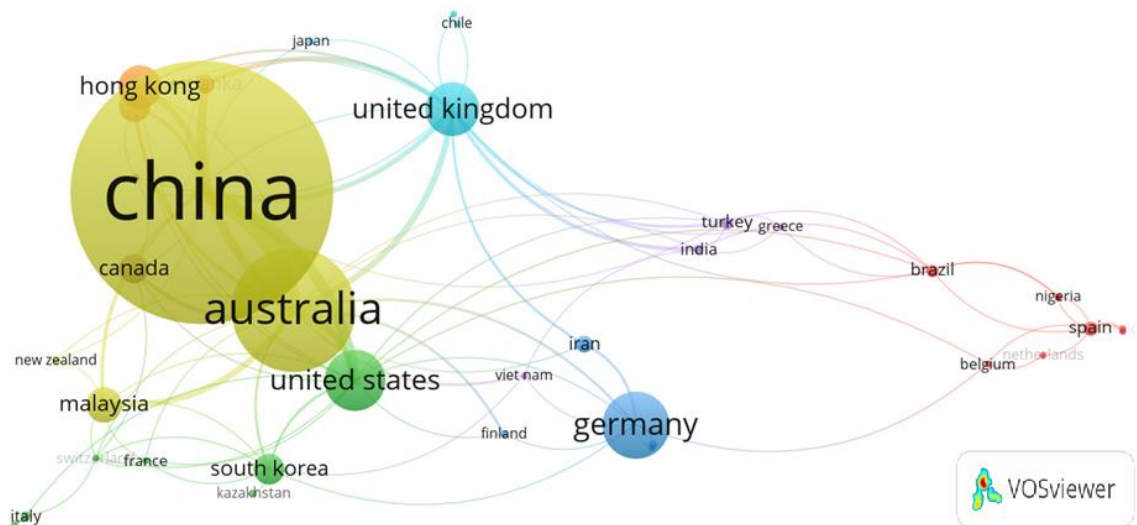 chile
japan
hong kong
united kingdom
china
turkey
greece
india
canada
brazil
australia
nigeria
spain
iran
new zealand
netherlands
belgium
united states
viet nam
malaysia
germany
finland
switzerland
france
south korea
kazakhstan
VOSviewer
italy